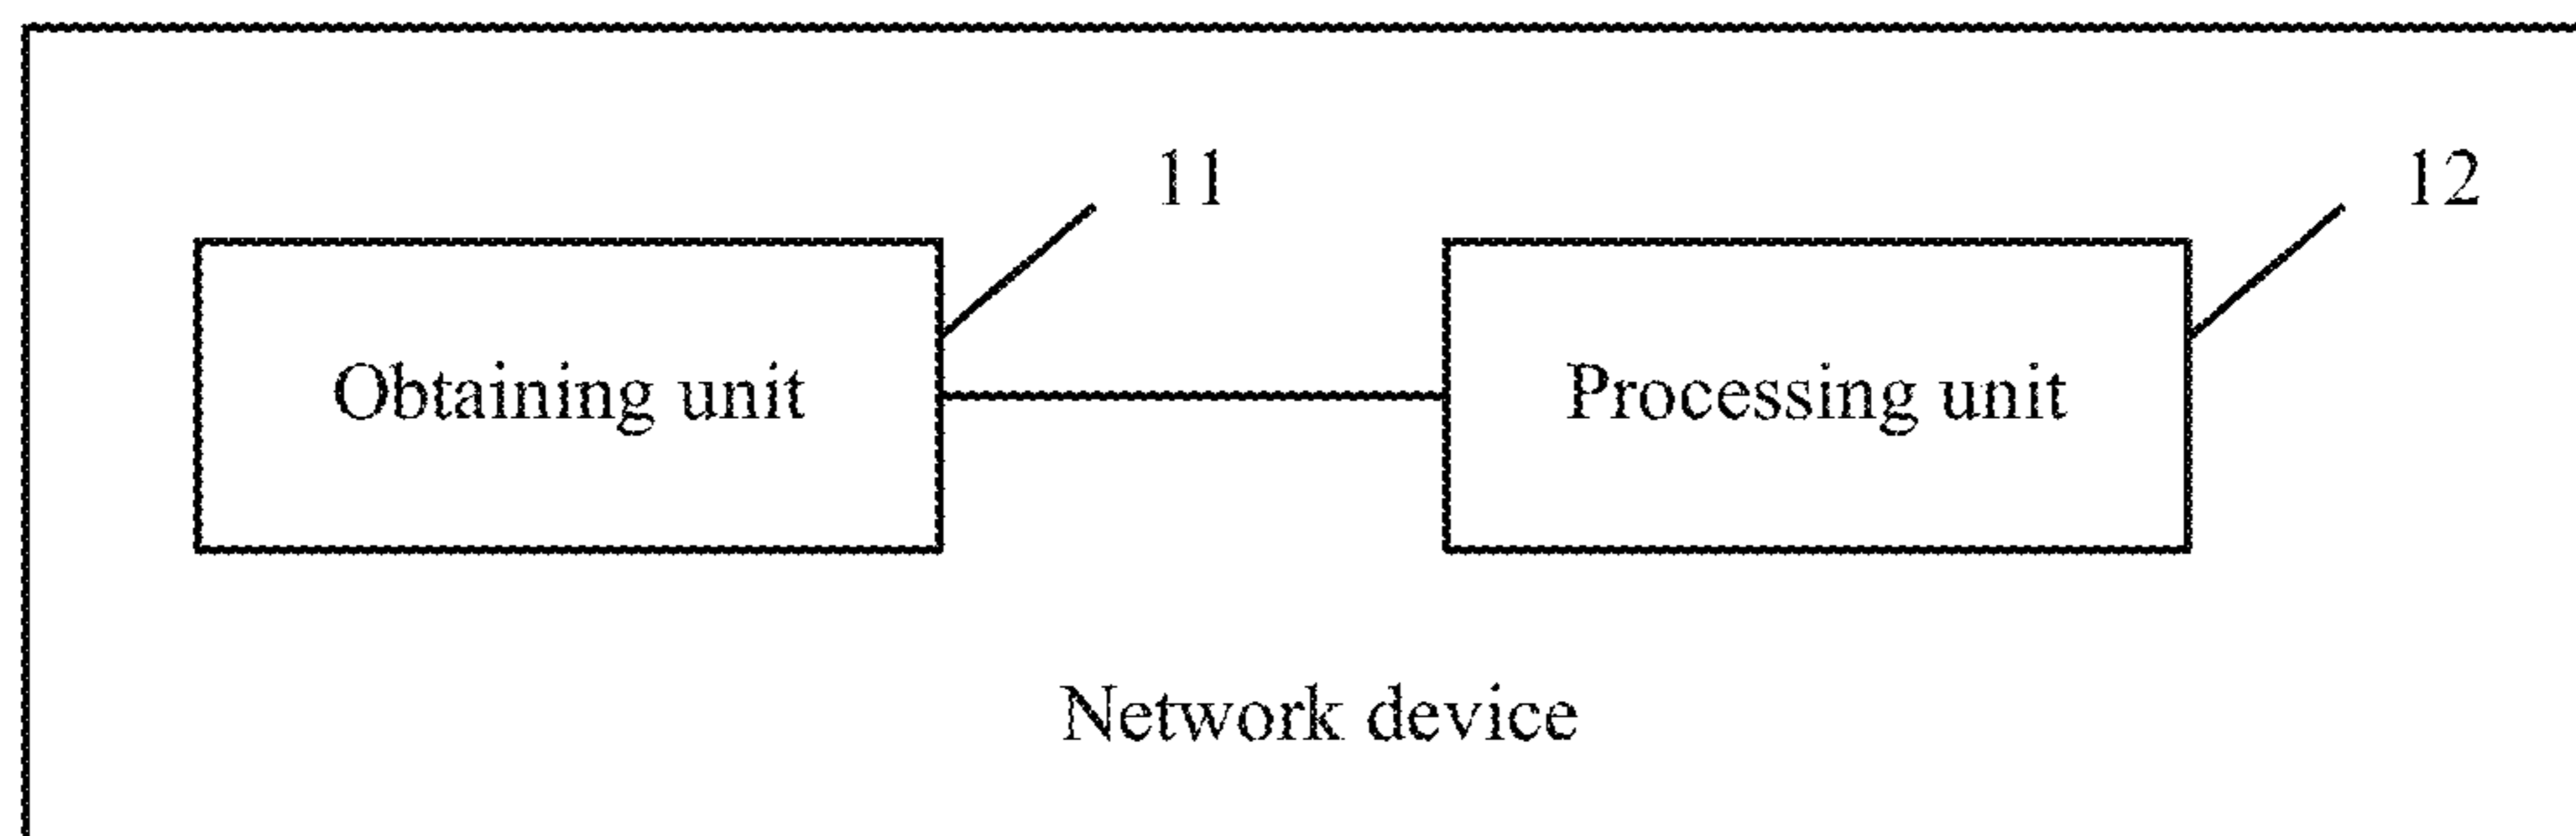 11
12
Obtaining unit
Processing unit
Network device